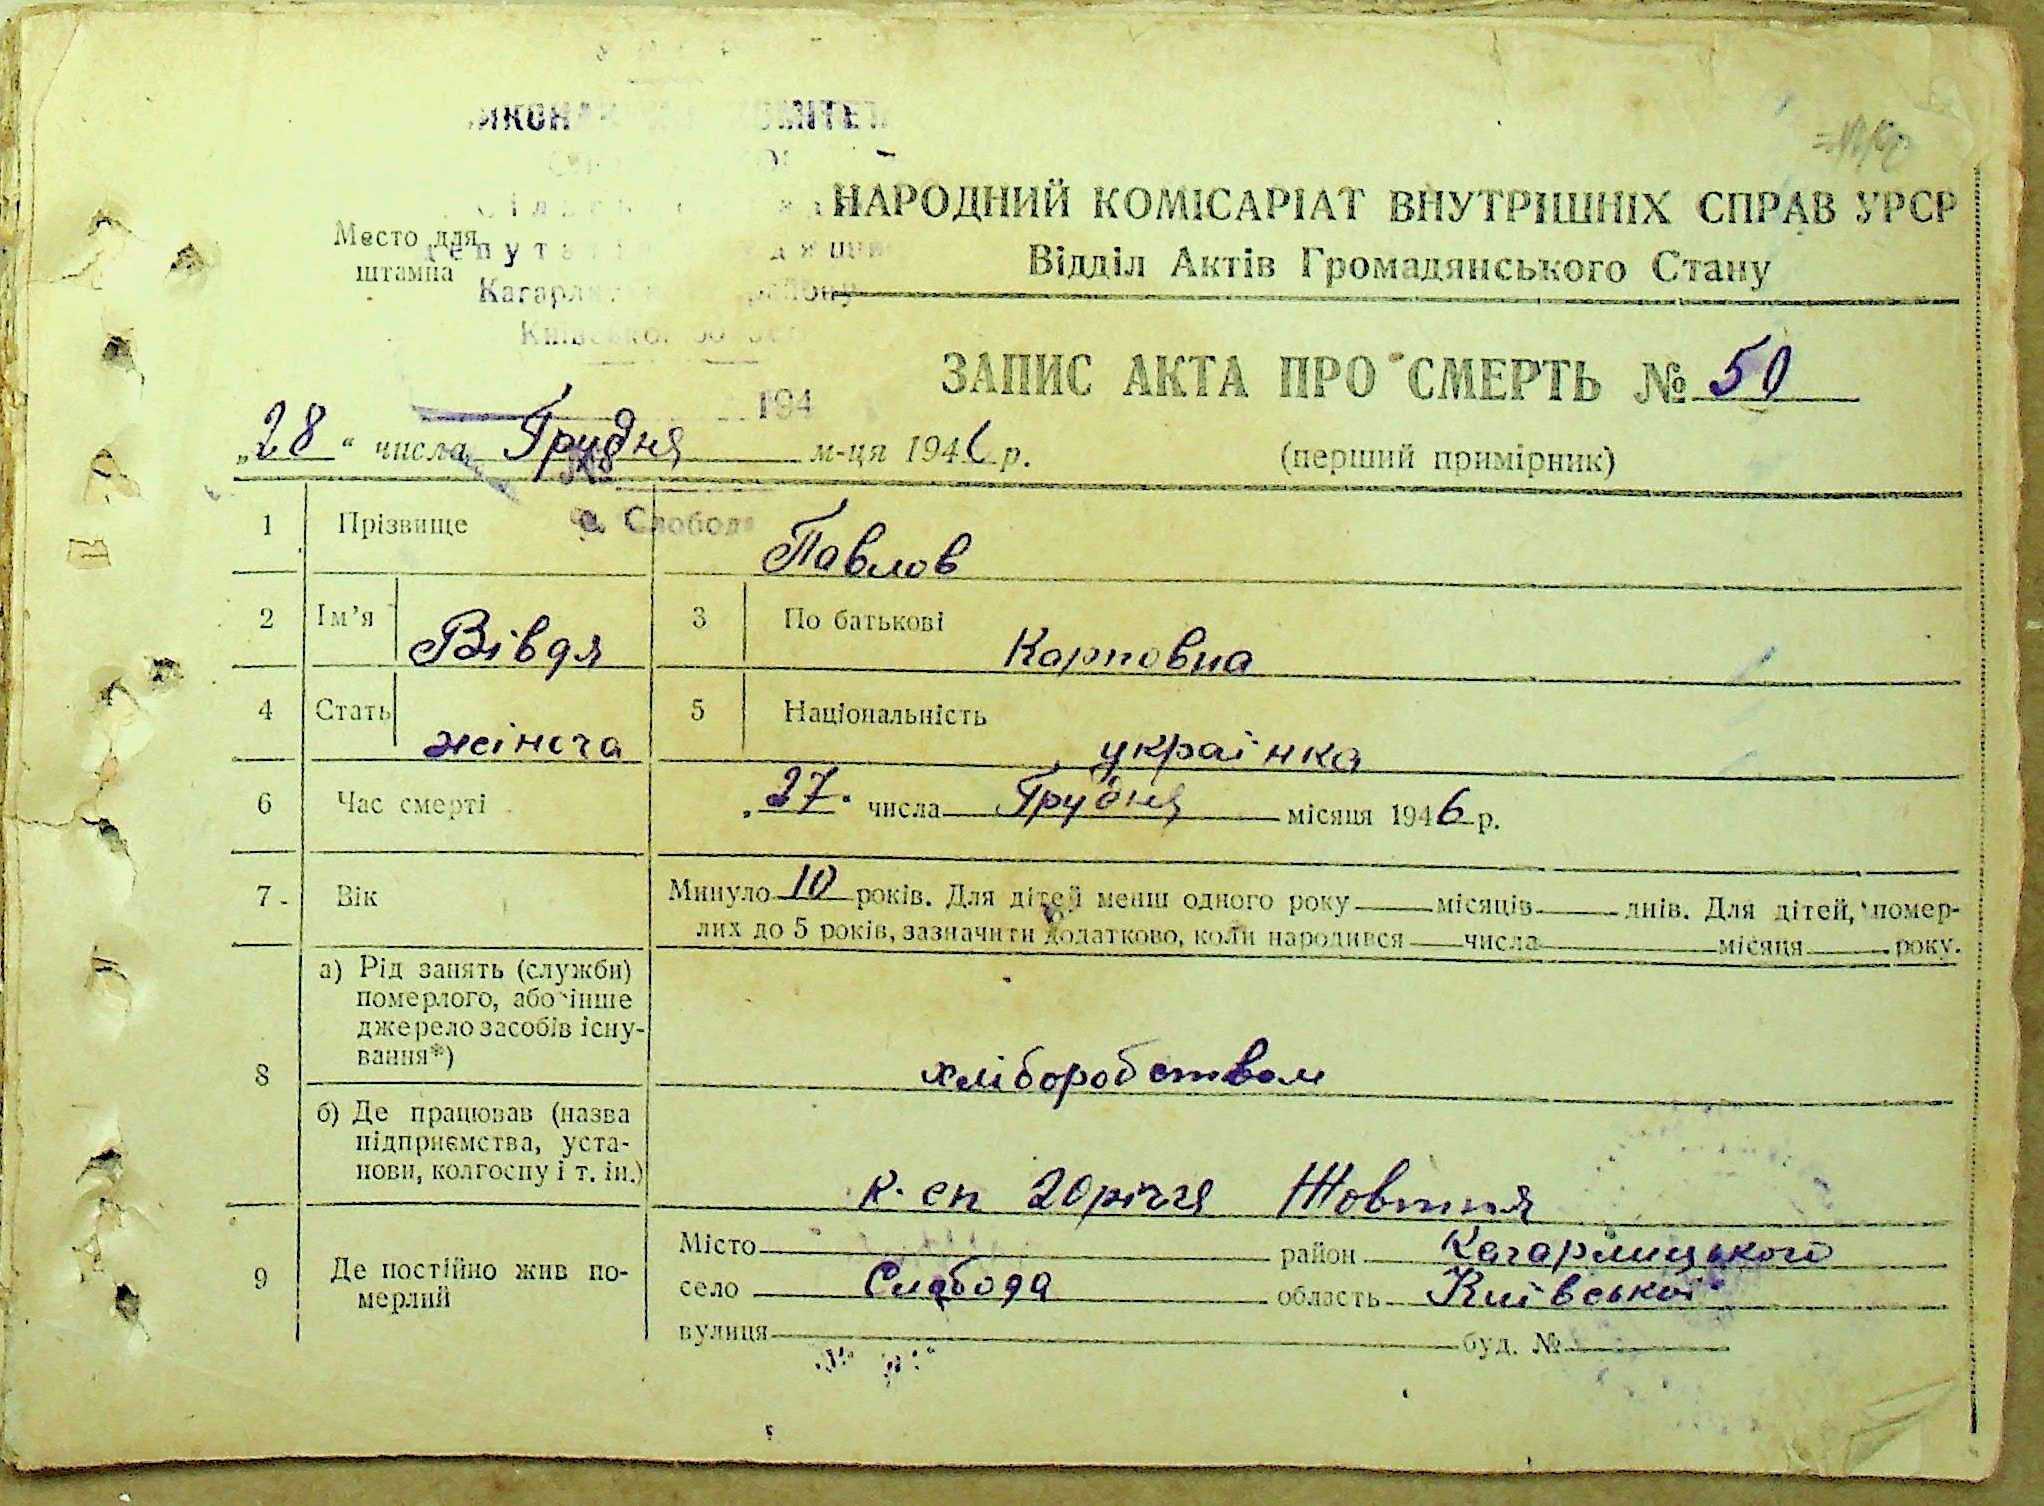 НАРОДНИЙ КОМІСАРІАТ ВНУТРІШНІХ СПРАВ УРСР
Відділ Актів Громадянського Стану
Место для
штампа
Кагарли району
194
ЗАПИС АКТА ПРО СМЕРТЬ № 50
„28“ числа Грудня м-ця 1946 р.
(перший примірник)
с. Слобода
1 Прізвище Павлов
2 Ім’я Вівдя 3 По батькові Карповна
4 Стать жіноча 5 Національність українка
6 Час смерті „27“ числа Грудня місяця 1946 р.
7 Вік Минуло 10 років. Для дітей менш одного року місяців днів. Для дітей, помер-
лих до 5 років, зазначити додатково, коли народився числа місяця року.
8 а) Рід занять (служби)
померлого, або інше
джерело засобів існу-
вання*)
хліборобством
б) Де працював (назва
підприємства, уста-
нови, колгоспу і т. ін.)
к-сп 20 річчя Жовтня
9 Де постійно жив по-
мерлий
Місто район Кагарлицького
село Слобода область Київської
вулиця буд. №